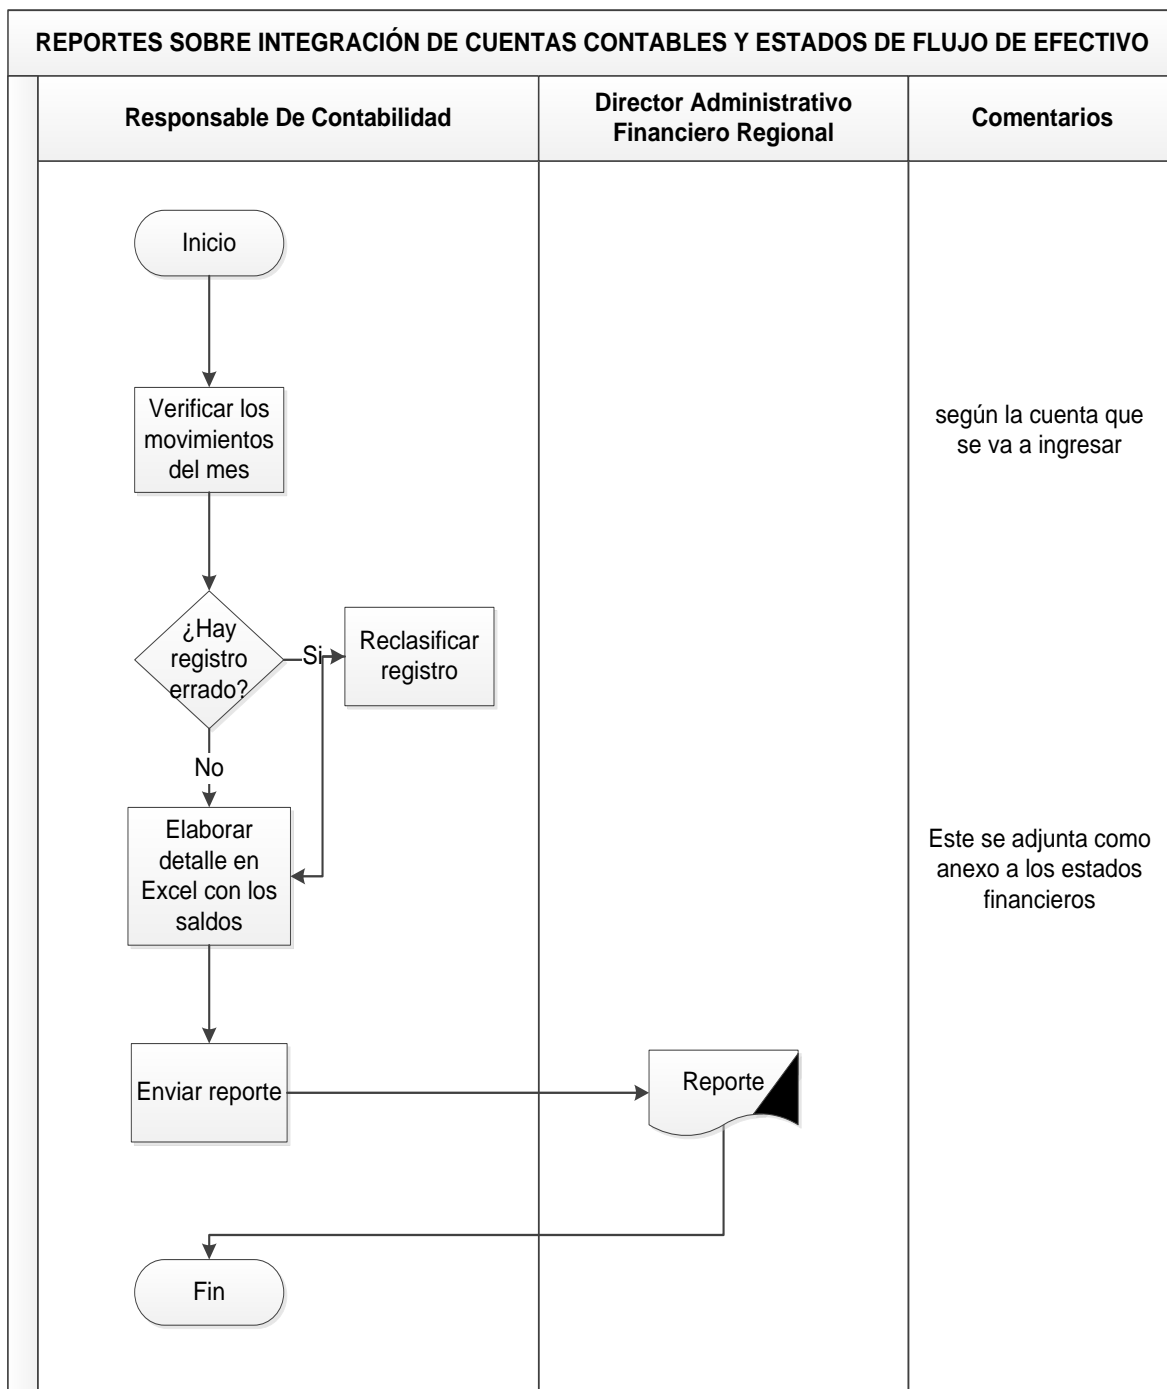 REPORTES SOBRE INTEGRACIÓN DE CUENTAS CONTABLES Y ESTADOS DE FLUJO DE EFECTIVO
Responsable De Contabilidad
Director Administrativo
Financiero Regional
Comentarios
Inicio
Verificar los
movimientos
del mes
según la cuenta que
se va a ingresar
¿Hay
registro
errado?
Si
Reclasificar
registro
No
Elaborar
detalle en
Excel con los
saldos
Este se adjunta como
anexo a los estados
financieros
Enviar reporte
Reporte
Fin